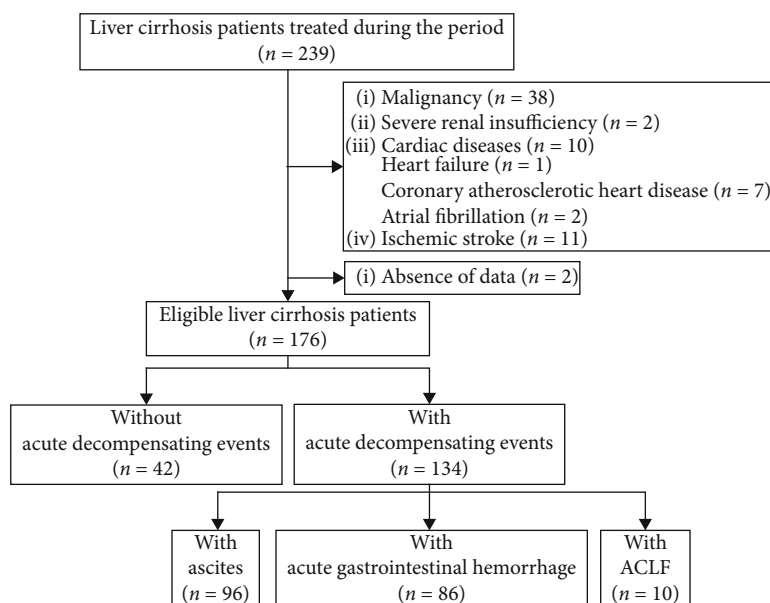 Liver cirrhosis patients treated during the period
(n = 239)
(i) Malignancy (n = 38)
(ii) Severe renal insufficiency (n = 2)
(iii) Cardiac diseases (n = 10)
Heart failure (n = 1)
Coronary atherosclerotic heart disease (n = 7)
Atrial fibrillation (n = 2)
(iv) Ischemic stroke (n = 11)
(i) Absence of data (n = 2)
Eligible liver cirrhosis patients
(n = 176)
Without
acute decompensating events
(n = 42)
With
acute decompensating events
(n = 134)
With
ascites
(n = 96)
With
acute gastrointestinal hemorrhage
(n = 86)
With
ACLF
(n = 10)